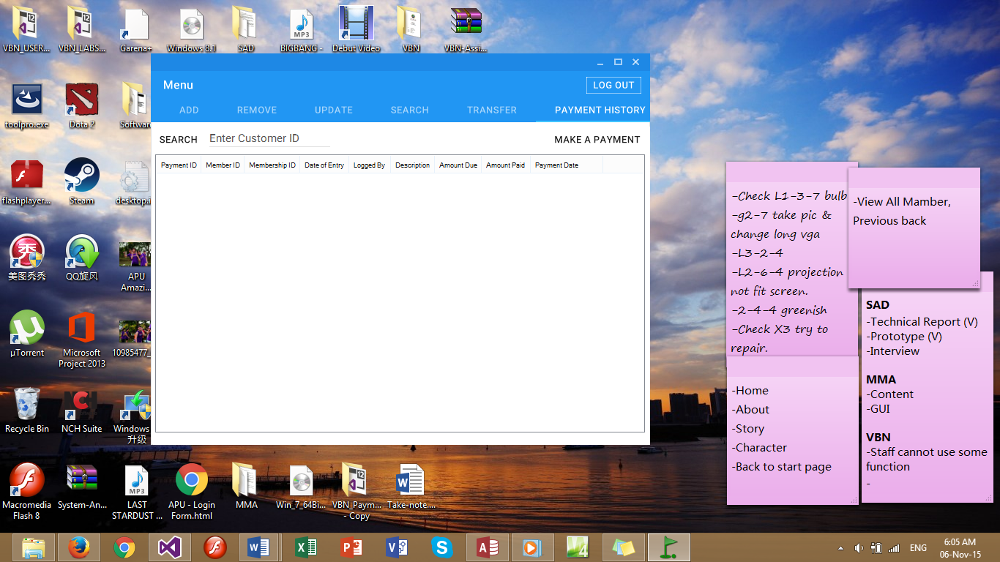 VBN_USER...
VBN_LABS...
Garena+
Windows 8.1
SAD
BIGBANG -
Debut Video
VBN
VBN-Assi...
toolpro.exe
Dota 2
Software
flashplayer...
Steam
desktop.i
美图秀秀
QQ旋风
APU
Amazi...
µTorrent
Microsoft
Project 2013
10985477_
Recycle Bin
NCH Suite
Windows
升级
Macromedia
Flash 8
System-An...
LAST
STARDUST ...
APU - Login
Form.html
MMA
Win_7_64Bi...
VBN_Paym...
- Copy
Take-note....
Menu
LOG OUT
ADD REMOVE UPDATE SEARCH TRANSFER PAYMENT HISTORY
SEARCH Enter Customer ID MAKE A PAYMENT
Payment ID Member ID Membership ID Date of Entry Logged By Description Amount Due Amount Paid Payment Date
-Check L1-3-7 bulb
-g2-7 take pic &
change long vga
-L3-2-4
-L2-6-4 projection
not fit screen.
-2-4-4 greenish
-Check X3 try to
repair.
-View All Mamber,
Previous back
SAD
-Technical Report (V)
-Prototype (V)
-Interview
MMA
-Content
-GUI
VBN
-Staff cannot use some
function
-
-Home
-About
-Story
-Character
-Back to start page
ENG
6:05 AM
06-Nov-15